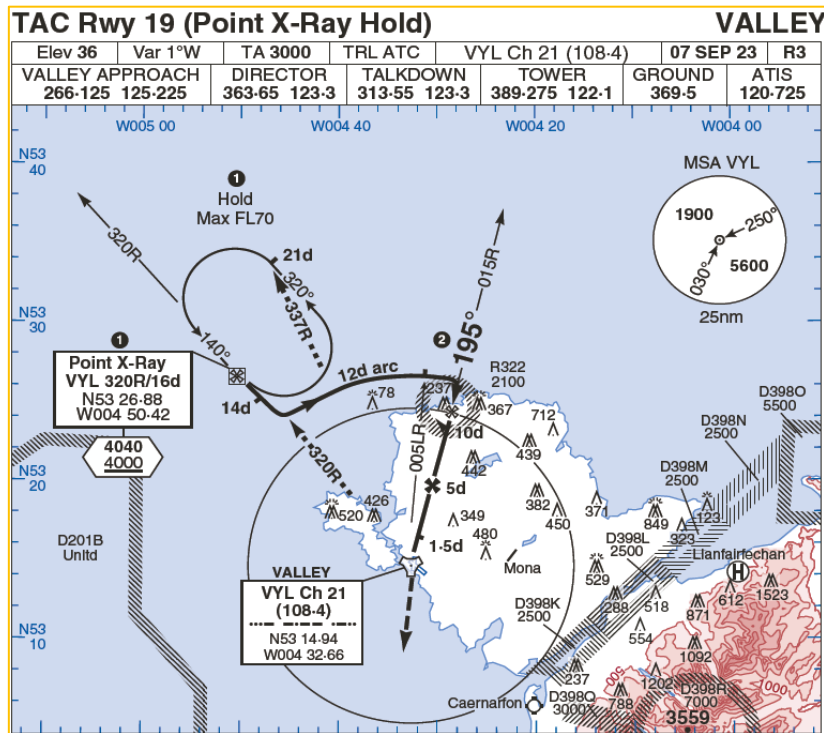 TAC Rwy 19 (Point X-Ray Hold) VALLEY
Elev 36 Var 1°W TA 3000 TRL ATC VYL Ch 21 (108·4) 07 SEP 23 R3
VALLEY APPROACH DIRECTOR TALKDOWN TOWER GROUND ATIS
266·125 125·225 363·65 123·3 313·55 123·3 389·275 122·1 369·5 120·725
W005 00 W004 40 W004 20 W004 00
N53
40
1
Hold
Max FL70
MSA VYL
1900
250°
030°
5600
25nm
320R
21d
320°
337R
015R
195°
N53
30
1
140°
2
Point X-Ray
VYL 320R/16d
N53 26·88
W004 50·42
12d arc
R322
2100
14d
78
237
367
712
D398O
5500
D398N
2500
4040
4000
10d
005LR
439
442
D398M
2500
320R
N53
20
5d
382
450
371
849
123
323
520
426
349
480
D201B
Unltd
1·5d
D398L
2500
Llanfairfechan
H
VALLEY
VYL Ch 21
(108·4)
N53 14·94
W004 32·66
Mona
529
288
518
612
1523
871
D398K
2500
554
N53
10
1092
237
500
1202
1000
Caernarfon
D398Q
3000
788
D398R
7000
3559